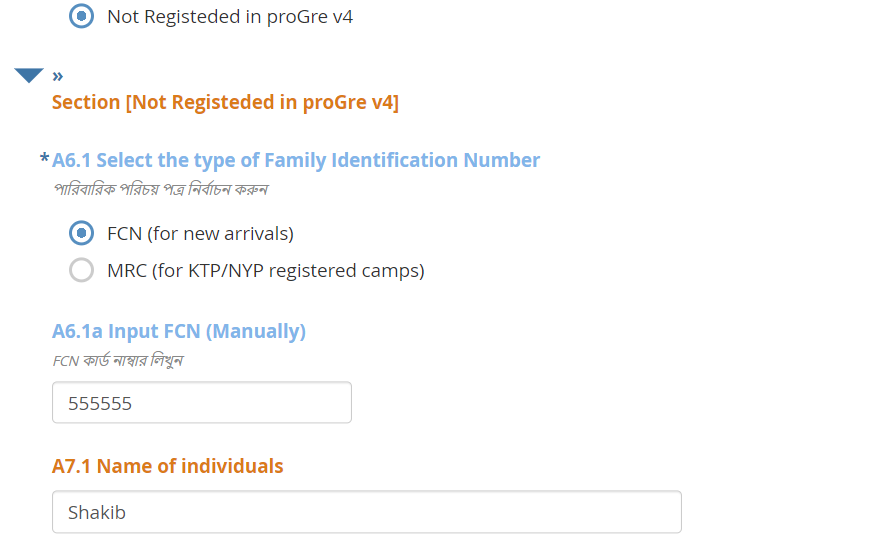 Not Registeded in proGre v4
»
Section [Not Registeded in proGre v4]
* A6.1 Select the type of Family Identification Number
পারিবারিক পরিচয় পত্র নির্বাচন করুন
FCN (for new arrivals)
MRC (for KTP/NYP registered camps)
A6.1a Input FCN (Manually)
FCN কার্ড নাম্বার লিখুন
555555
A7.1 Name of individuals
Shakib